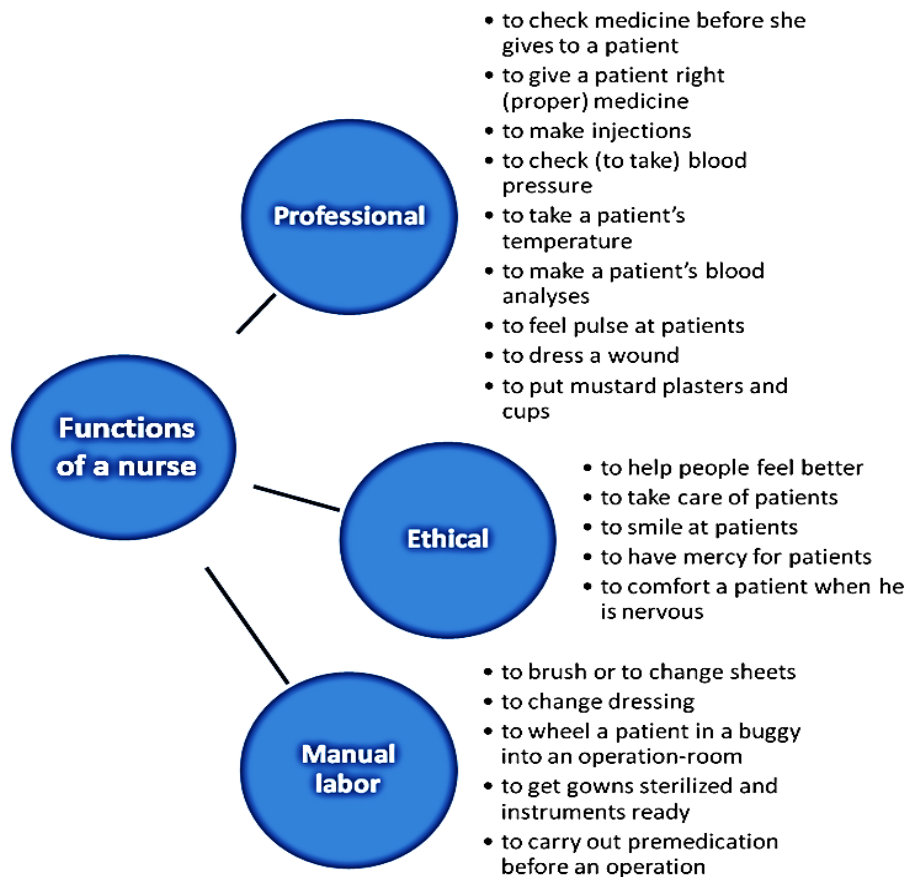 Functions
of a nurse
Professional
• to check medicine before she
gives to a patient
• to give a patient right
(proper) medicine
• to make injections
• to check (to take) blood
pressure
• to take a patient’s
temperature
• to make a patient’s blood
analyses
• to feel pulse at patients
• to dress a wound
• to put mustard plasters and
cups
Ethical
• to help people feel better
• to take care of patients
• to smile at patients
• to have mercy for patients
• to comfort a patient when he
is nervous
Manual
labor
• to brush or to change sheets
• to change dressing
• to wheel a patient in a buggy
into an operation-room
• to get gowns sterilized and
instruments ready
• to carry out premedication
before an operation